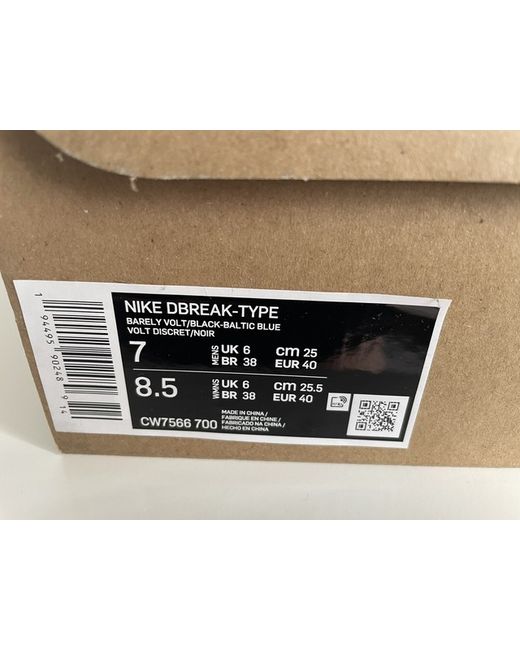 NIKE DBREAK-TYPE
BARELY VOLT/BLACK-BALTIC BLUE
VOLT DISCRET/NOIR
7 MENS UK 6 cm 25
BR 38 EUR 40
8.5 WMNS UK 6 cm 25.5
BR 38 EUR 40
CW7566 700
MADE IN CHINA /
FABRIQUE EN CHINE /
FABRICADO NA CHINA /
HECHO EN CHINA
1 94495 90248 9 14